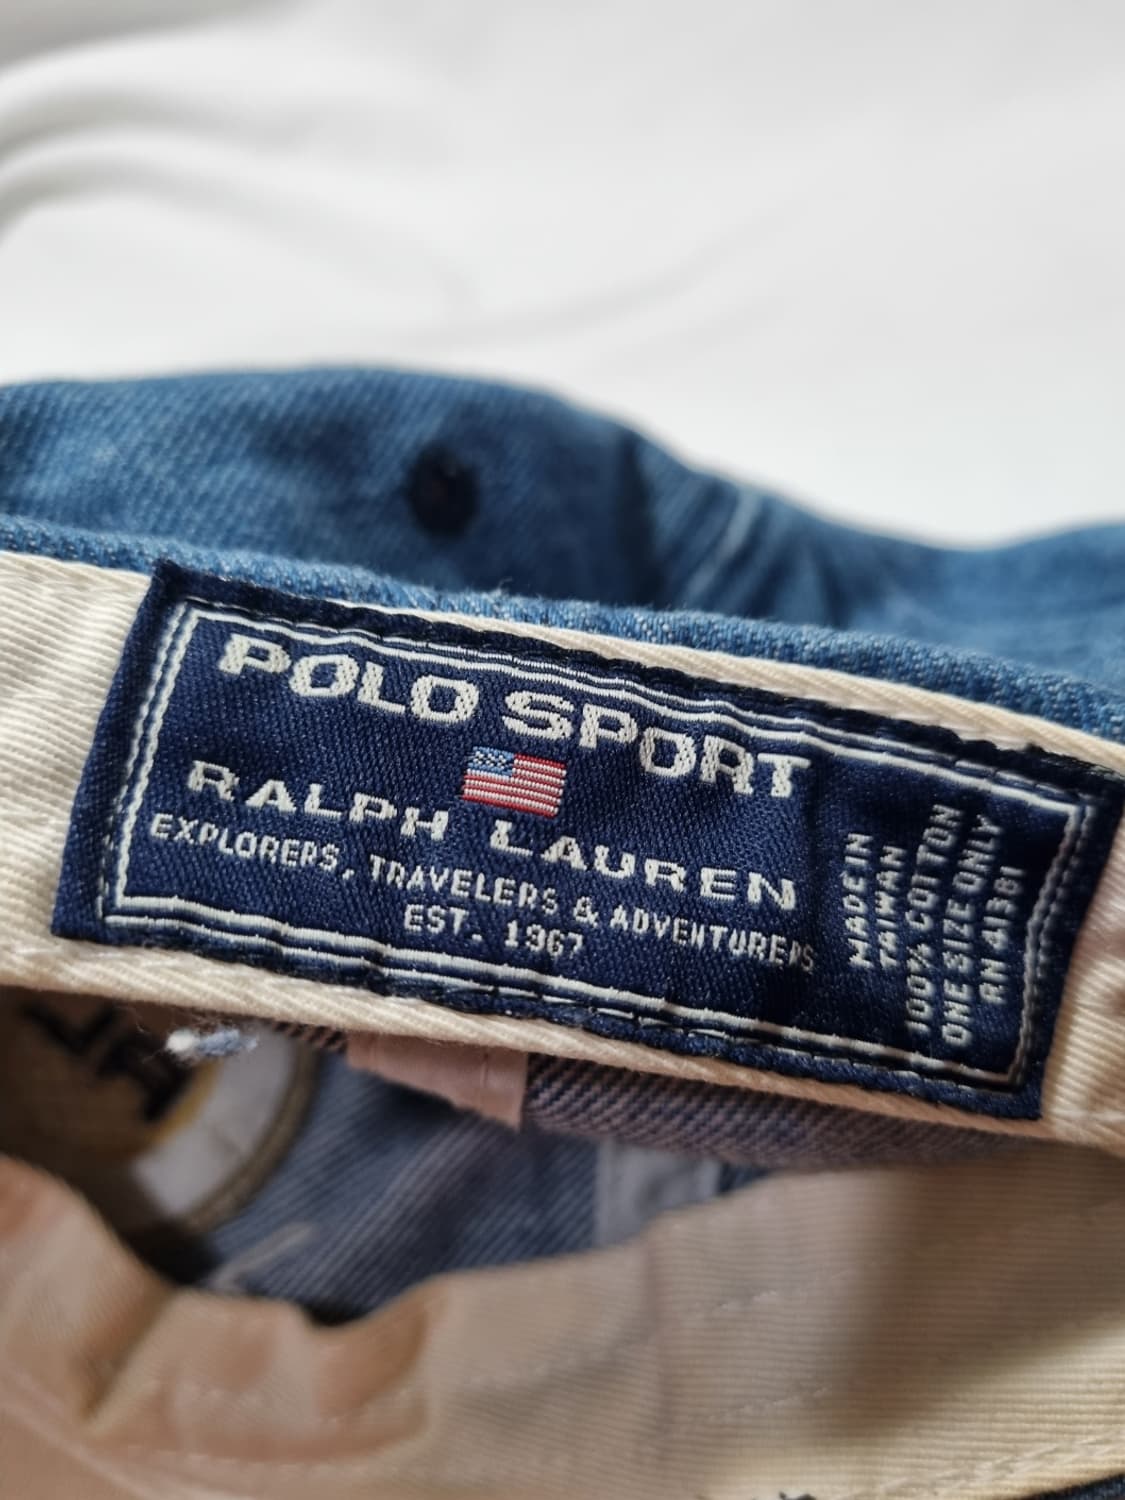 POLO SPORT
RALPH LAUREN
EXPLORERS, TRAVELERS & ADVENTURERS
EST. 1967
MADE IN
TAIWAN
100% COTTON
ONE SIZE ONLY
RN 41381